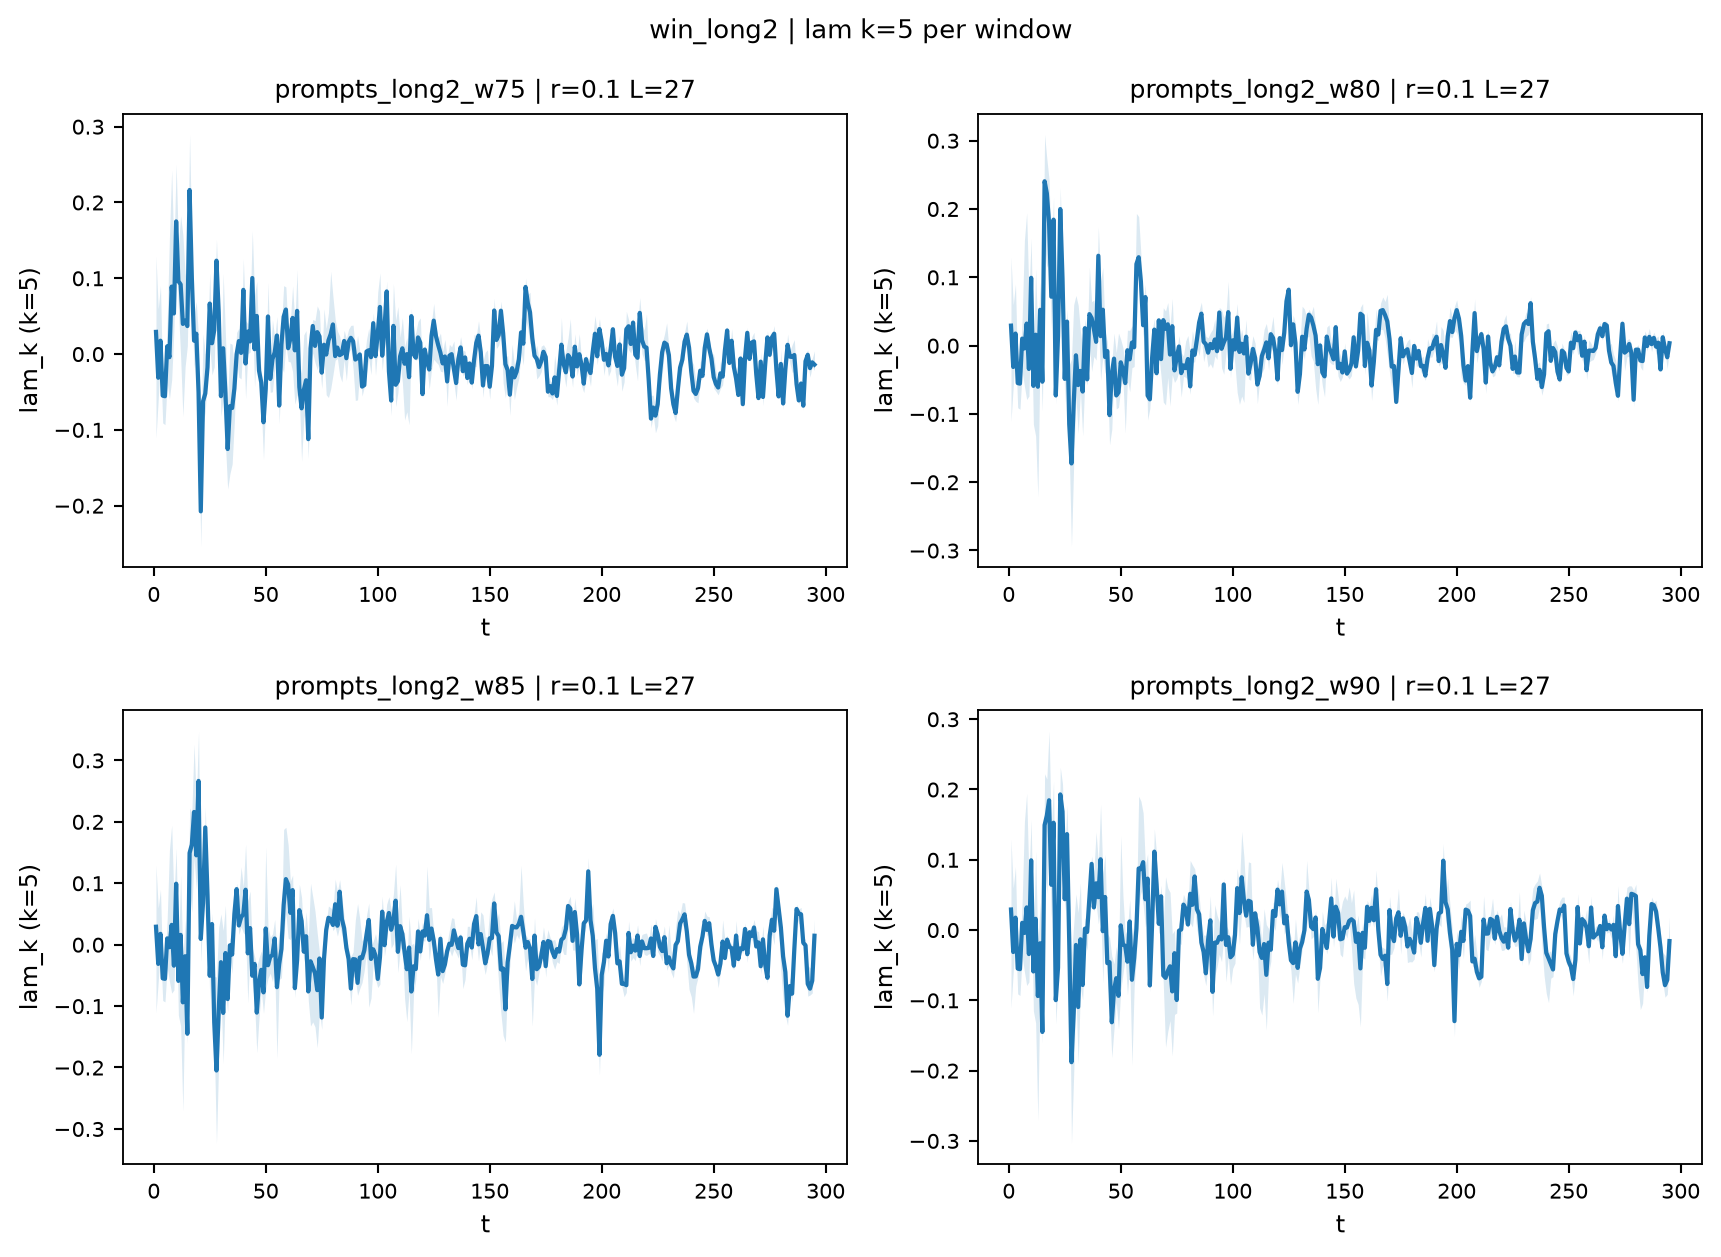 win_long2 | lam k=5 per window
prompts_long2_w75 | r=0.1 L=27
lam_k (k=5)
0.3
0.2
0.1
0.0
−0.1
−0.2
0 50 100 150 200 250 300
t
prompts_long2_w80 | r=0.1 L=27
lam_k (k=5)
0.3
0.2
0.1
0.0
−0.1
−0.2
−0.3
0 50 100 150 200 250 300
t
prompts_long2_w85 | r=0.1 L=27
lam_k (k=5)
0.3
0.2
0.1
0.0
−0.1
−0.2
−0.3
0 50 100 150 200 250 300
t
prompts_long2_w90 | r=0.1 L=27
lam_k (k=5)
0.3
0.2
0.1
0.0
−0.1
−0.2
−0.3
0 50 100 150 200 250 300
t